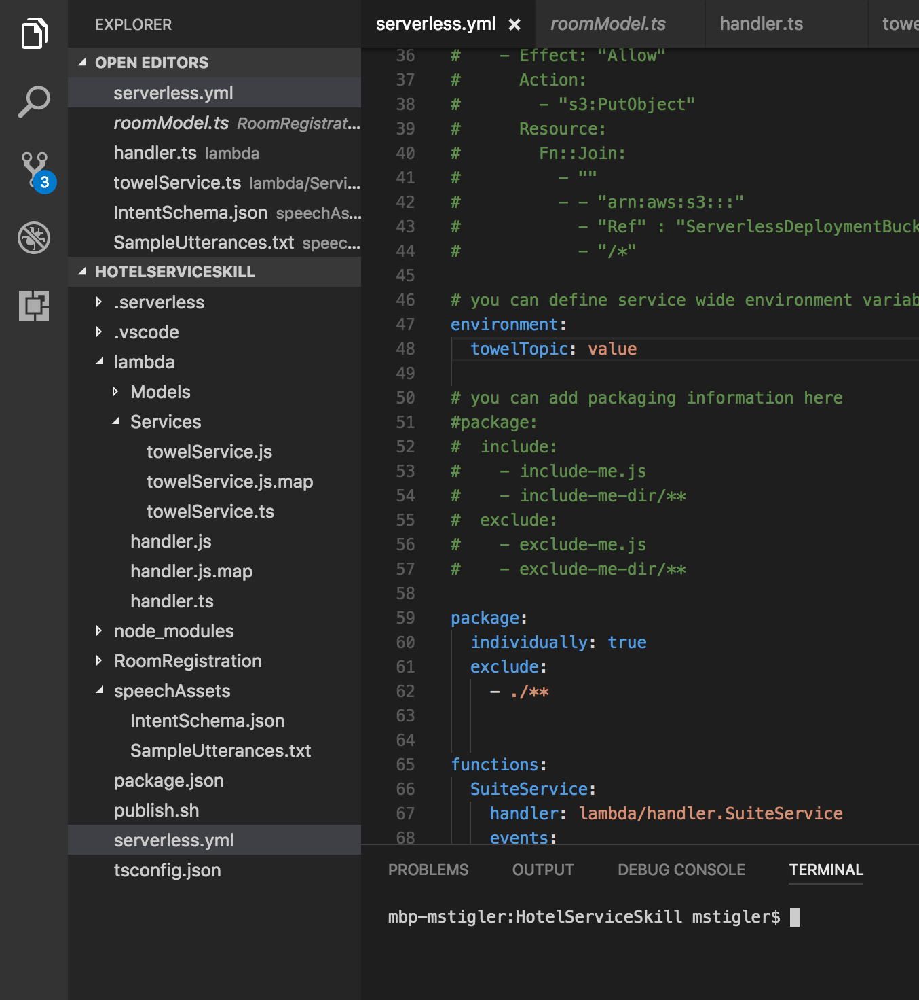 EXPLORER
OPEN EDITORS
serverless.yml
roomModel.ts RoomRegistrat...
handler.ts lambda
towelService.ts lambda/Servi...
IntentSchema.json speechAs...
SampleUtterances.txt speec...
HOTELSERVICESKILL
.serverless
.vscode
lambda
Models
Services
towelService.js
towelService.js.map
towelService.ts
handler.js
handler.js.map
handler.ts
node_modules
RoomRegistration
speechAssets
IntentSchema.json
SampleUtterances.txt
package.json
publish.sh
serverless.yml
tsconfig.json
3
serverless.yml × roomModel.ts handler.ts towe
36 #    - Effect: "Allow"
37 #      Action:
38 #        - "s3:PutObject"
39 #      Resource:
40 #        Fn::Join:
41 #          - ""
42 #          - - "arn:aws:s3:::"
43 #            - "Ref" : "ServerlessDeploymentBuck
44 #            - "/*"
45
46 # you can define service wide environment variab
47 environment:
48   towelTopic: value
49
50 # you can add packaging information here
51 #package:
52 #  include:
53 #    - include-me.js
54 #    - include-me-dir/**
55 #  exclude:
56 #    - exclude-me.js
57 #    - exclude-me-dir/**
58
59 package:
60   individually: true
61   exclude:
62     - ./**
63
64
65 functions:
66   SuiteService:
67     handler: lambda/handler.SuiteService
68     events:
PROBLEMS OUTPUT DEBUG CONSOLE TERMINAL
mbp-mstigler:HotelServiceSkill mstigler$